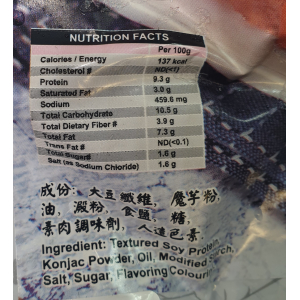 NUTRITION FACTS
Per 100g
Calories / Energy 137 kcal
Cholesterol # ND(<1)
Protein 9.3 g
Saturated Fat 3.0 g
Sodium 459.6 mg
Total Carbohydrate 10.5 g
Total Dietary Fiber # 3.9 g
Total Fat 7.3 g
Trans Fat # ND(<0.1)
Total Sugar# 1.6 g
Salt (as Sodium Chloride) 1.6 g
成份: 大豆纖維, 魔芋粉,
油, 澱粉, 食鹽, 糖,
素肉調味劑, 人造色素
Ingredient: Textured Soy Protein
Konjac Powder, Oil, Modified
Salt, Sugar, Flavoring Colour